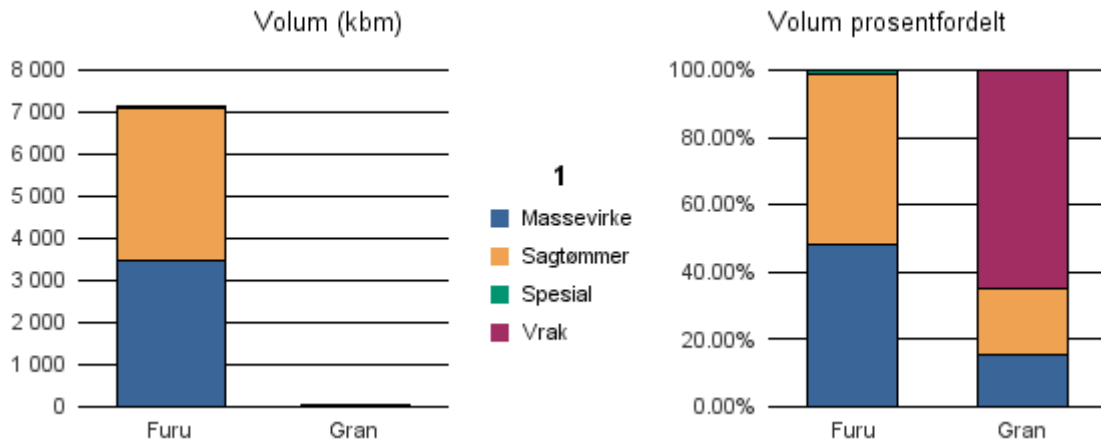 Volum (kbm)
8 000
7 000
6 000
5 000
4 000
3 000
2 000
1 000
0
Furu Gran
1
Massevirke
Sagtømmer
Spesial
Vrak
Volum prosentfordelt
100.00%
80.00%
60.00%
40.00%
20.00%
0.00%
Furu Gran